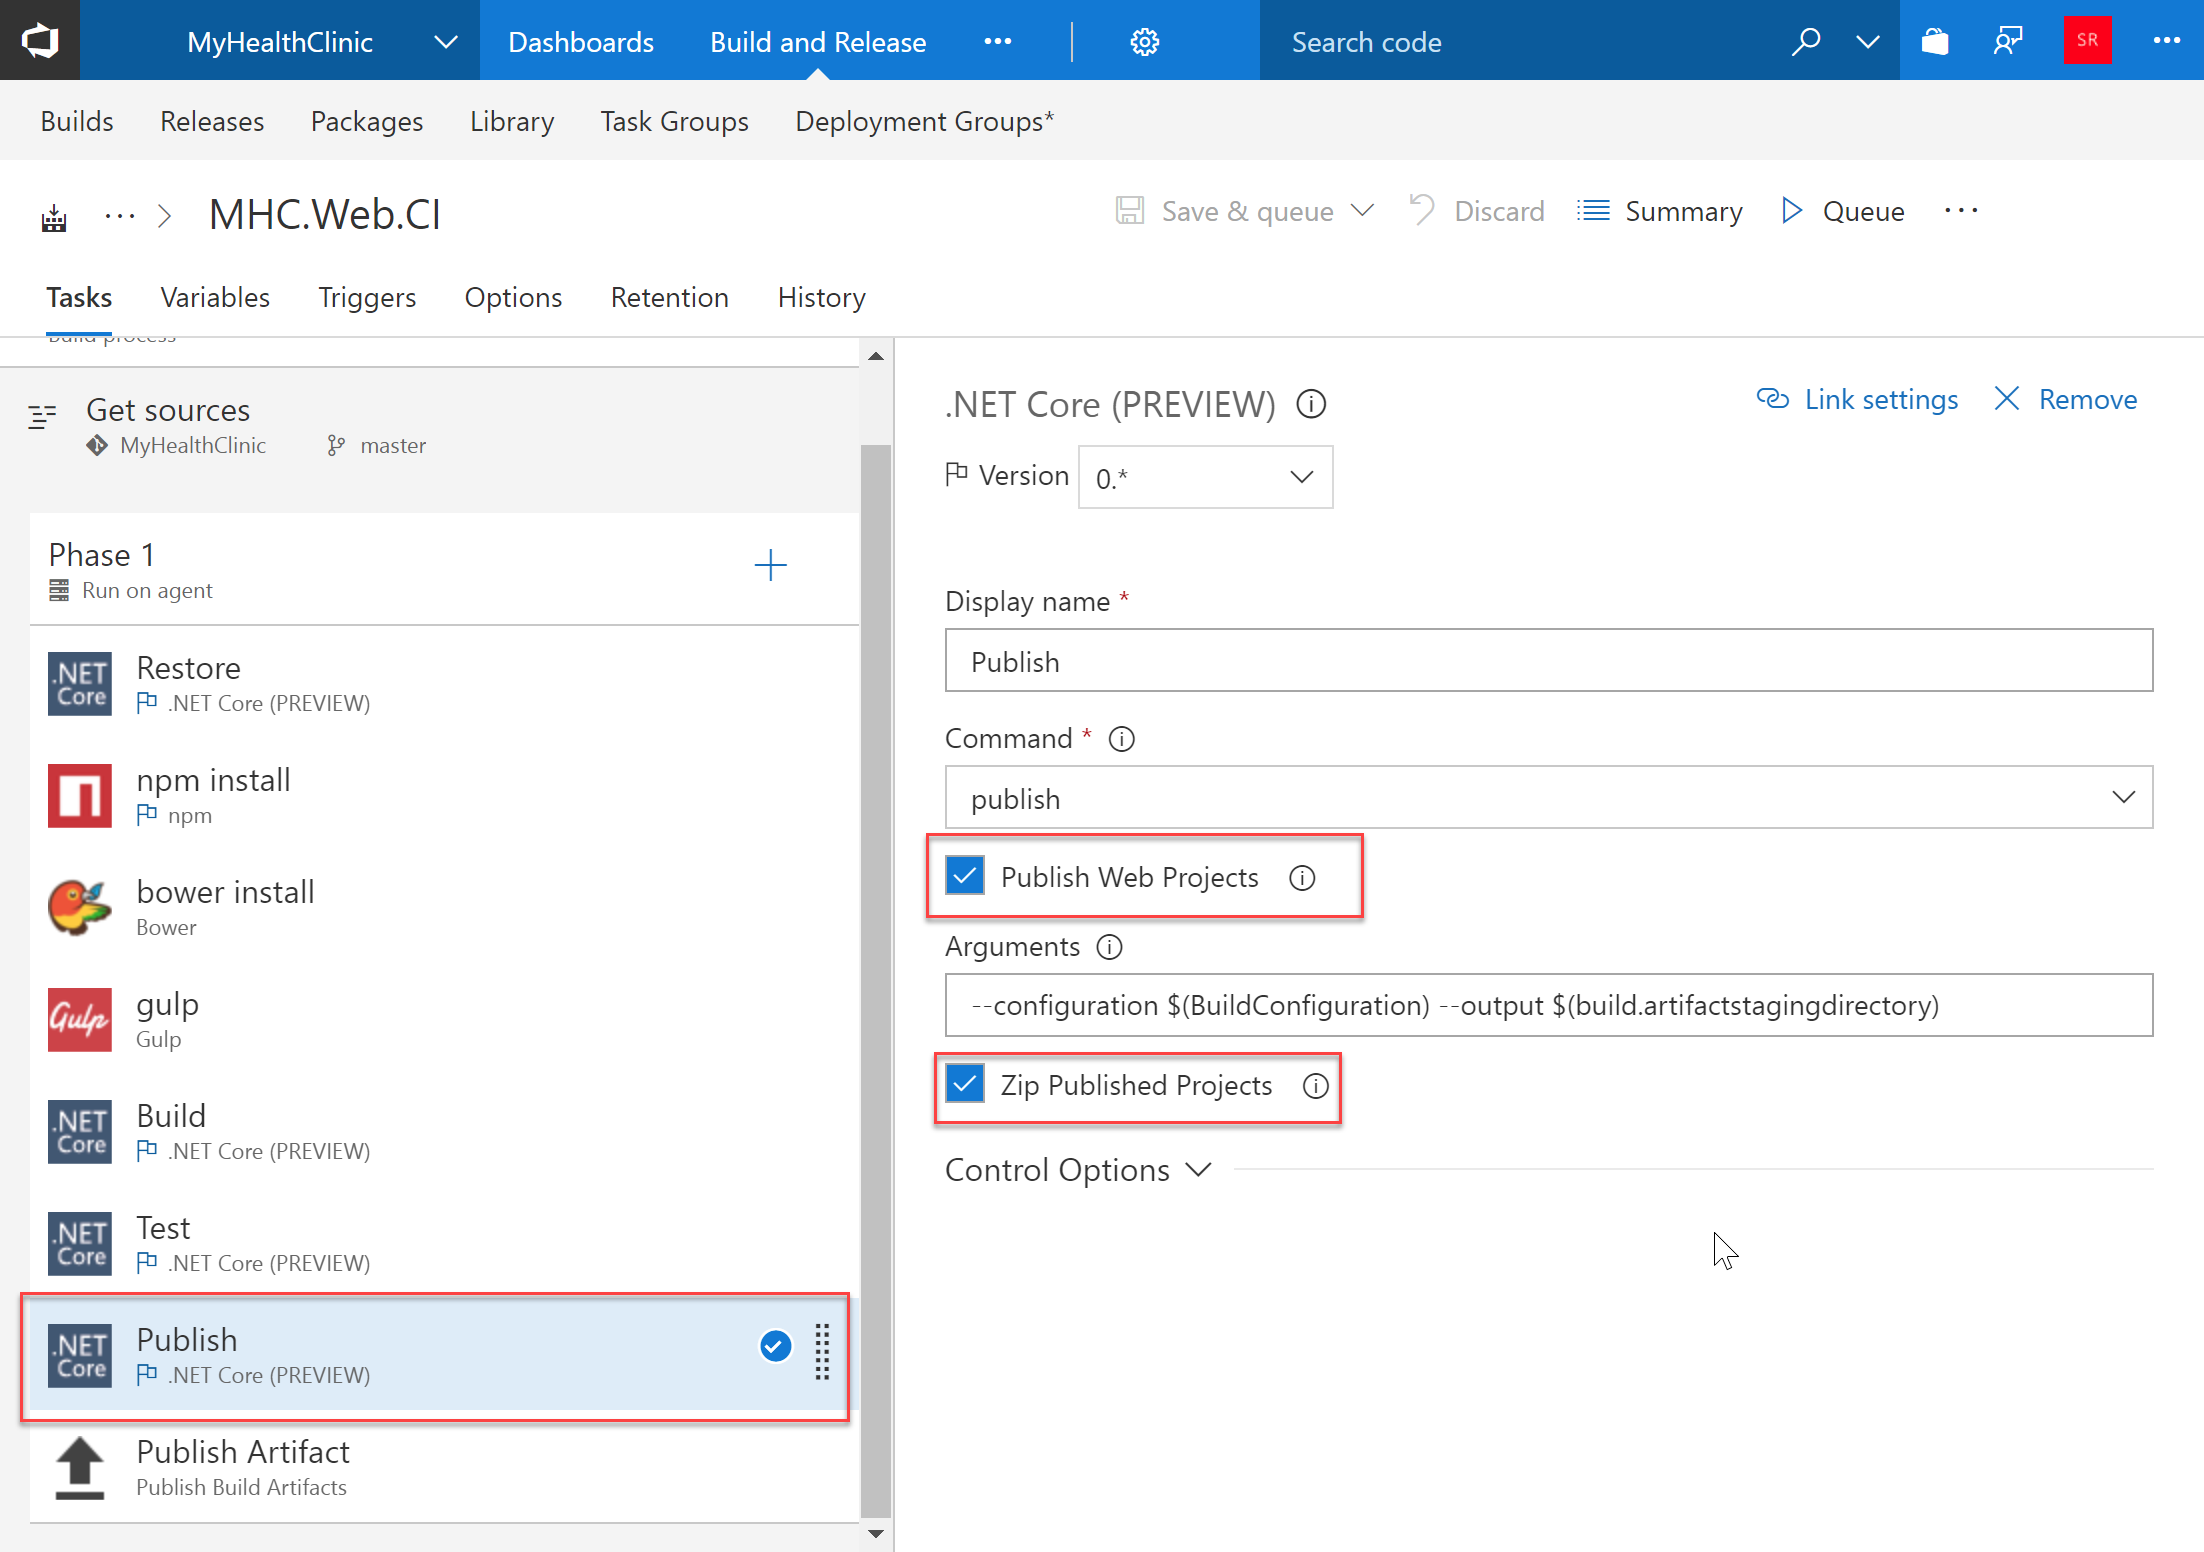 MyHealthClinic
Dashboards
Build and Release
Search code
SR
Builds
Releases
Packages
Library
Task Groups
Deployment Groups*
MHC.Web.CI
Save & queue
Discard
Summary
Queue
Tasks
Variables
Triggers
Options
Retention
History
Build process
Get sources
MyHealthClinic
master
Phase 1
Run on agent
.NET Core
Restore
.NET Core (PREVIEW)
npm install
npm
bower install
Bower
Gulp
gulp
Gulp
.NET Core
Build
.NET Core (PREVIEW)
.NET Core
Test
.NET Core (PREVIEW)
.NET Core
Publish
.NET Core (PREVIEW)
Publish Artifact
Publish Build Artifacts
.NET Core (PREVIEW)
Link settings
Remove
Version
0.*
Display name *
Publish
Command *
publish
Publish Web Projects
Arguments
--configuration $(BuildConfiguration) --output $(build.artifactstagingdirectory)
Zip Published Projects
Control Options